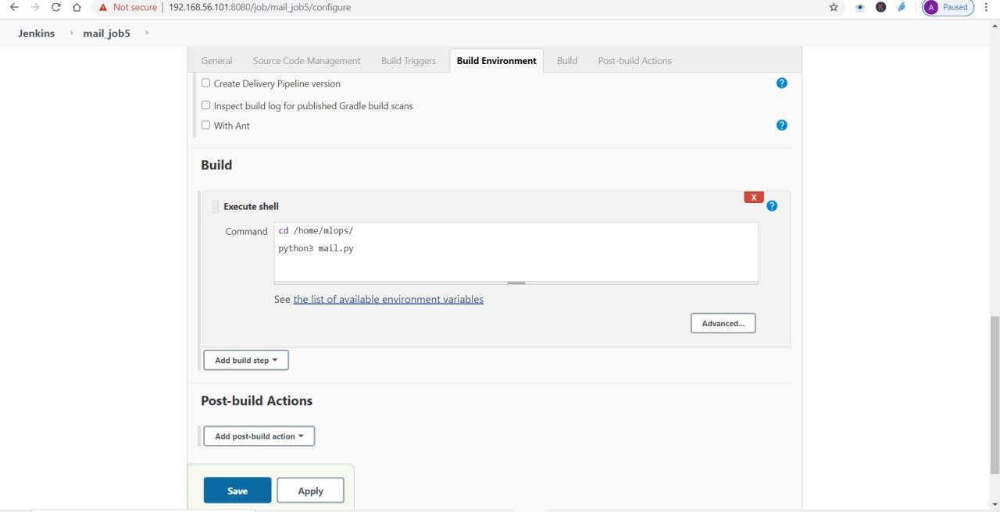 Not secure | 192.168.56.101:8080/job/mail_job5/configure
A Paused
Jenkins
mail_job5
General Source Code Management Build Triggers Build Environment Build Post-build Actions
Create Delivery Pipeline version
Inspect build log for published Gradle build scans
With Ant
Build
X
Execute shell
Command
cd /home/mlops/
python3 mail.py
See the list of available environment variables
Advanced...
Add build step
Post-build Actions
Add post-build action
Save Apply